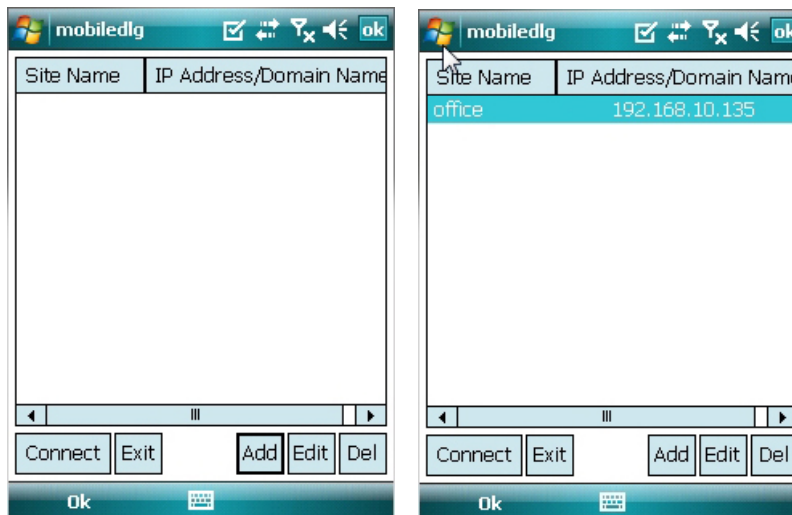 mobiledlg ok
Site Name IP Address/Domain Name
Connect Exit Add Edit Del
Ok
mobiledlg ok
Site Name IP Address/Domain Name
office 192.168.10.135
Connect Exit Add Edit Del
Ok